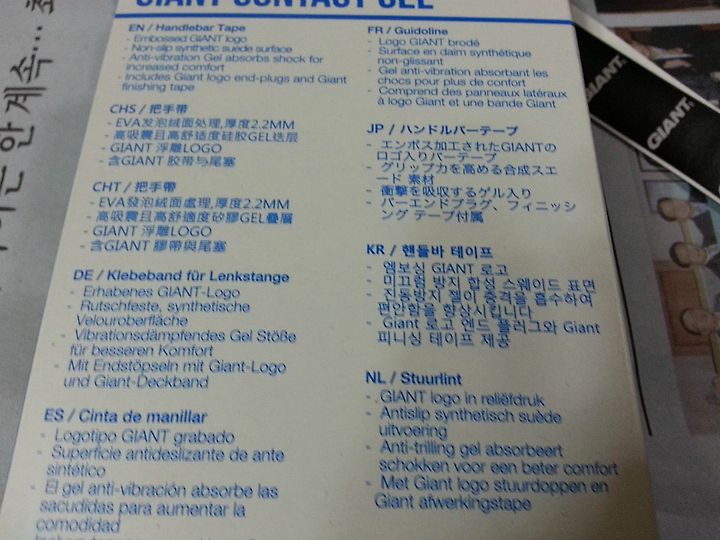 GIANT CONTACT GEL
EN / Handlebar Tape
- Embossed GIANT logo
- Non-slip synthetic suede surface
- Anti-vibration Gel absorbs shock for
increased comfort
- Includes Giant logo end-plugs and Giant
finishing tape
CHS / 把手带
- EVA发泡绒面处理,厚度2.2MM
- 高吸震且高舒适度硅胶GEL迭层
- GIANT 浮雕LOGO
- 含GIANT 胶带与尾塞
CHT / 把手帶
- EVA發泡絨面處理,厚度2.2MM
- 高吸震且高舒適度矽膠GEL疊層
- GIANT 浮雕LOGO
- 含GIANT 膠帶與尾塞
DE / Klebeband für Lenkstange
- Erhabenes GIANT-Logo
- Rutschfeste, synthetische
Velouroberfläche
- Vibrationsdämpfendes Gel Stöße
für besseren Komfort
- Mit Endstöpseln mit Giant-Logo
und Giant-Deckband
ES / Cinta de manillar
- Logotipo GIANT grabado
- Superficie antideslizante de ante
sintético
- El gel anti-vibración absorbe las
sacudidas para aumentar la
comodidad
FR / Guidoline
- Logo GIANT brodé
- Surface en daim synthétique
non-glissant
- Gel anti-vibration absorbant les
chocs pour plus de confort
- Comprend des panneaux latéraux
à logo Giant et une bande Giant
JP / ハンドルバーテープ
- エンボス加工されたGIANTの
ロゴ入りバーテープ
- グリップ力を高める合成スエ
ード 素材
- 衝撃を吸収するゲル入り
- バーエンドプラグ、フィニッシ
ング テープ付属
KR / 핸들바 테이프
- 엠보싱 GIANT 로고
- 미끄럼 방지 합성 스웨이드 표면
- 진동방지 젤이 충격을 흡수하여
편안함을 향상시킵니다
- Giant 로고 엔드 플러그와 Giant
피니싱 테이프 제공
NL / Stuurlint
- GIANT logo in reliëfdruk
- Antislip synthetisch suède
uitvoering
- Anti-trilling gel absorbeert
schokken voor een beter comfort
- Met Giant logo stuurdoppen en
Giant afwerkingstape
GIANT
GIANT
한 계속…